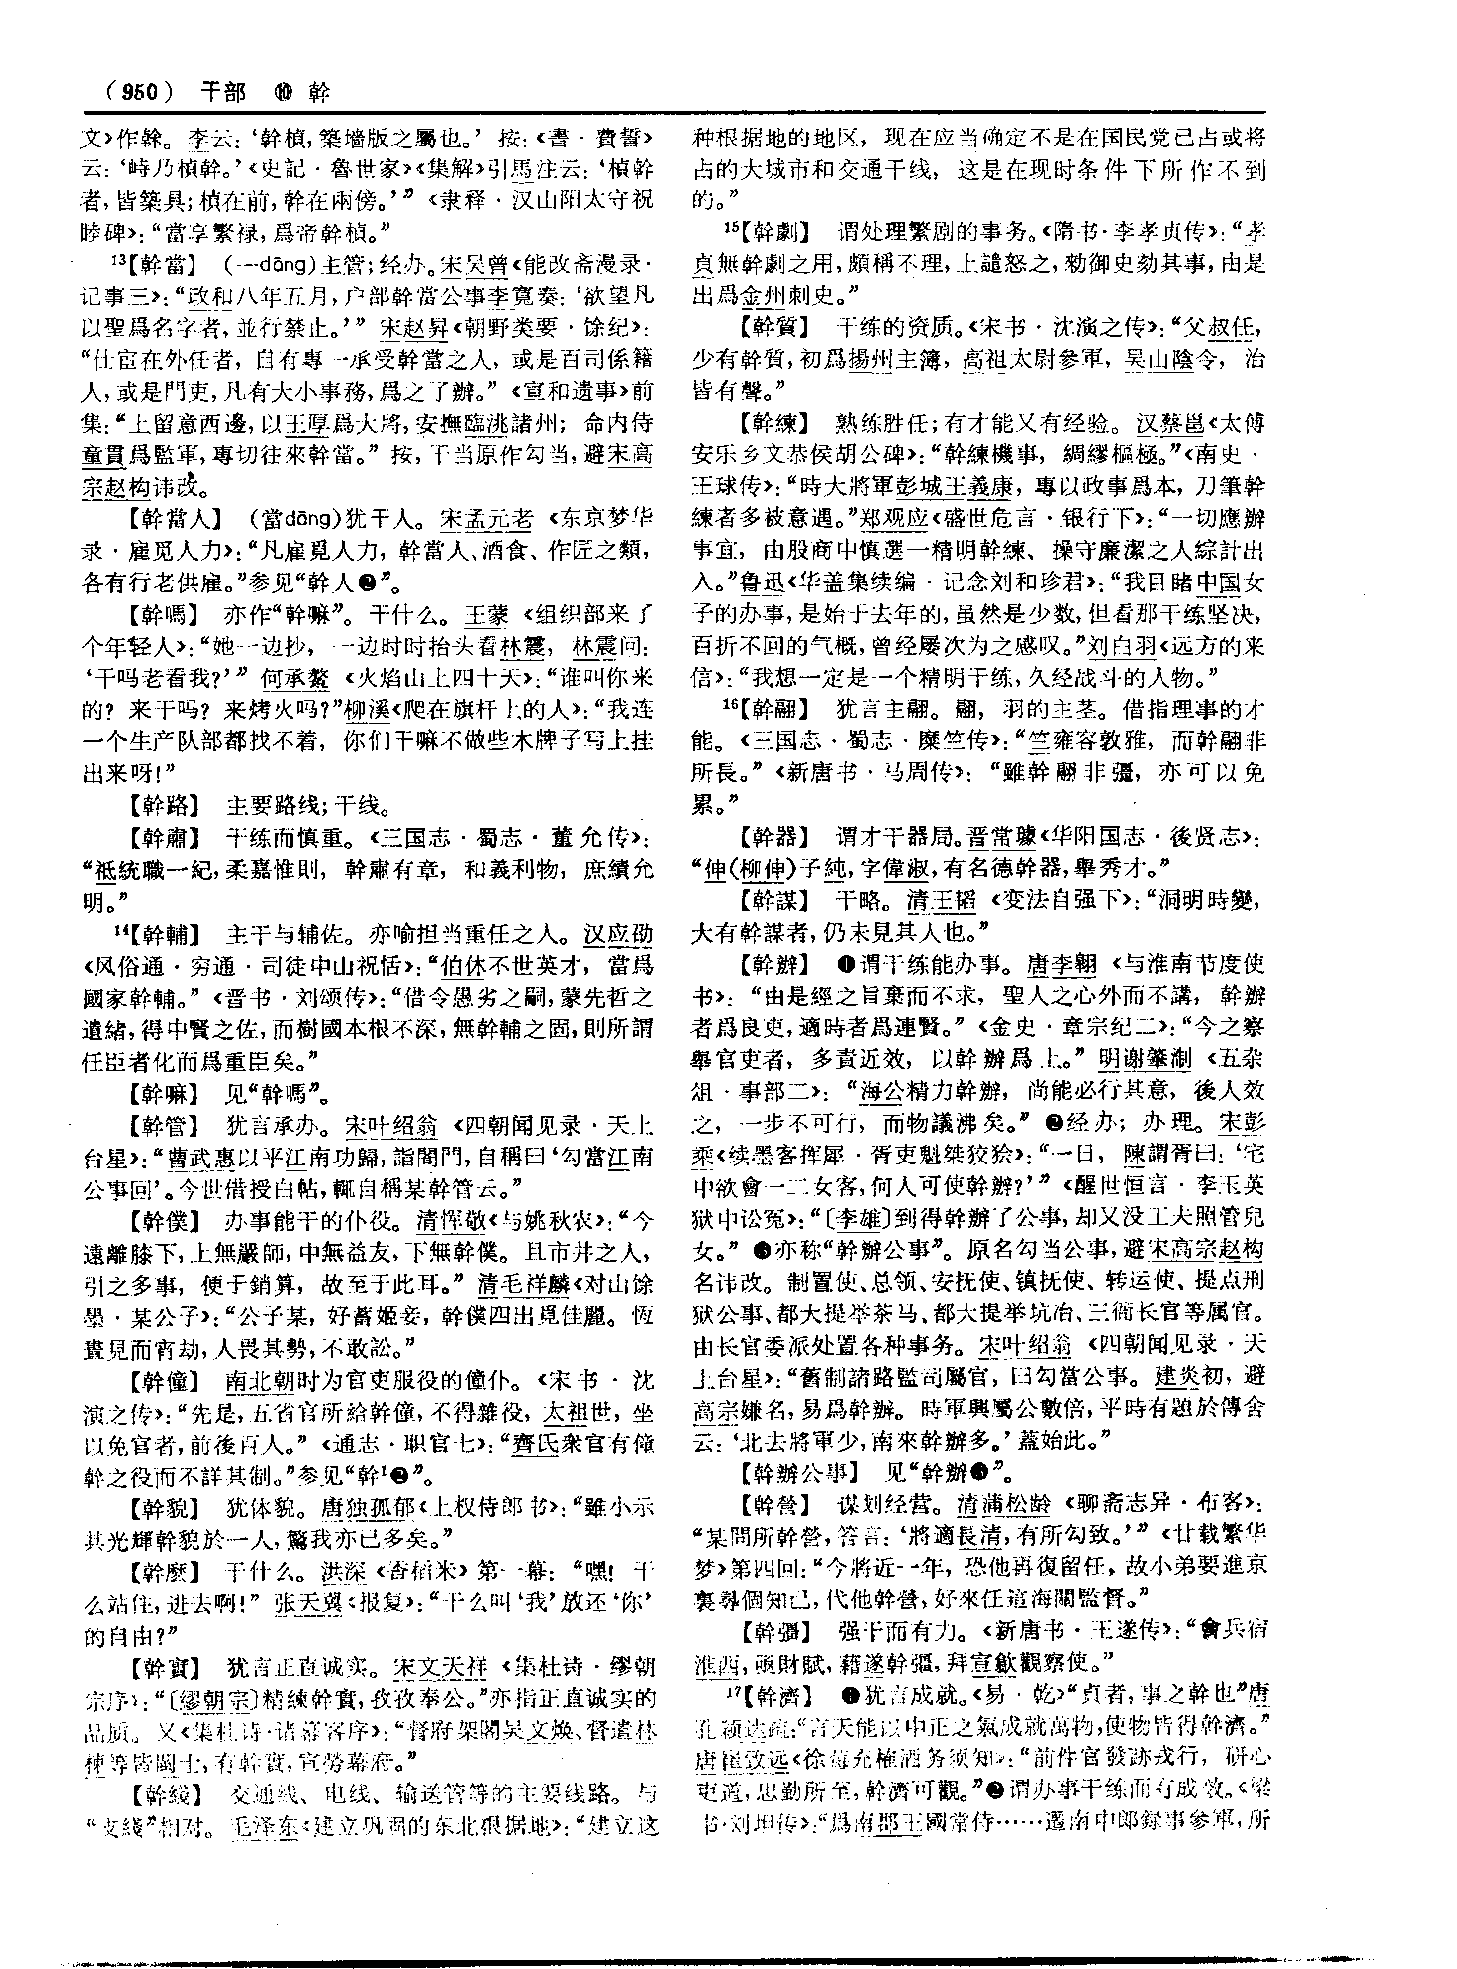 （950） 干部 ⑩ 幹
文》作榦。李云：‘幹楨，築墻版之屬也。’ 按：《書·費誓》
云：‘峙乃楨榦。’《史記·魯世家》《集解》引馬注云：‘楨幹
者，皆築具；楨在前，幹在兩傍。’”《隶释·汉山阳太守祝
睦碑》：“當享繁禄，爲帝幹楨。”
¹³【幹當】 （—dāng）主管；经办。宋吴曾《能改斋漫录·
记事三》：“政和八年五月，户部幹當公事李寬奏：‘欲望凡
以聖爲名字者，並行禁止。’” 宋赵昇《朝野类要·馀纪》：
“仕宦在外任者，自有專一承受幹當之人，或是百司係籍
人，或是門吏，凡有大小事務，爲之了辦。”《宣和遗事》前
集：“上留意西邊，以王厚爲大將，安撫臨洮諸州；命内侍
童貫爲監軍，專切往來幹當。”按，干当原作勾当，避宋高
宗赵构讳改。
【幹當人】 （當dāng）犹干人。宋孟元老《东京梦华
录·雇觅人力》：“凡雇覓人力，幹當人、酒食、作匠之類，
各有行老供雇。”参见“幹人❷”。
【幹嗎】 亦作“幹嘛”。干什么。王蒙《组织部来了
个年轻人》：“她一边抄，一边时时抬头看林震，林震问：
‘干吗老看我？’” 何承鳌《火焰山上四十天》：“谁叫你来
的？来干吗？来烤火吗？”柳溪《爬在旗杆上的人》：“我连
一个生产队部都找不着，你们干嘛不做些木牌子写上挂
出来呀！”
【幹路】 主要路线；干线。
【幹肅】 干练而慎重。《三国志·蜀志·董允传》：
“祗統職一紀，柔嘉惟則，幹肅有章，和義利物，庶績允
明。”
¹⁴【幹輔】 主干与辅佐。亦喻担当重任之人。汉应劭
《风俗通·穷通·司徒中山祝恬》：“伯休不世英才，當爲
國家幹輔。”《晋书·刘颂传》：“借令愚劣之嗣，蒙先哲之
遺緒，得中賢之佐，而樹國本根不深，無幹輔之固，則所謂
任臣者化而爲重臣矣。”
【幹嘛】 见“幹嗎”。
【幹管】 犹言承办。宋叶绍翁《四朝闻见录·天上
台星》：“曹武惠以平江南功歸，詣閤門，自稱曰‘勾當江南
公事回’。今世借授白帖，輒自稱某幹管云。”
【幹僕】 办事能干的仆役。清恽敬《与姚秋农》：“今
遠離膝下，上無嚴師，中無益友，下無幹僕。且市井之人，
引之多事，便于銷算，故至于此耳。”清毛祥麟《对山馀
墨·某公子》：“公子某，好蓄姬妾，幹僕四出覓佳麗。恆
晝見而宵劫，人畏其勢，不敢訟。”
【幹僮】 南北朝时为官吏服役的僮仆。《宋书·沈
演之传》：“先是，五省官所給幹僮，不得雜役，太祖世，坐
以免官者，前後百人。”《通志·职官七》：“齊氏衆官有僮
幹之役而不詳其制。”参见“幹¹❷”。
【幹貌】 犹体貌。唐独孤郁《上权侍郎书》：“雖小示
其光輝幹貌於一人，駡我亦已多矣。”
【幹麽】 干什么。洪深《香稻米》第一幕：“嘿！干
么站住，进去啊！” 张天翼《报复》：“干么叫‘我’放还‘你’
的自由？”
【幹實】 犹言正直诚实。宋文天祥《集杜诗·缪朝
宗序》：“〔缪朝宗〕精練幹實，孜孜奉公。”亦指正直诚实的
品质。又《集杜诗·诸幕客序》：“督府架閣吴文焕、督遣林
棟等皆闢士，有幹實，宣勞幕府。”
【幹綫】 交通线、电线、输送管等的主要线路。与
“支綫”相对。毛泽东《建立巩固的东北根据地》：“建立这
种根据地的地区，现在应当确定不是在国民党已占或将
占的大城市和交通干线，这是在现时条件下所作不到
的。”
¹⁵【幹劇】 谓处理繁剧的事务。《隋书·李孝贞传》：“孝
貞無幹劇之用，頗稱不理，上譴怒之，勑御史劾其事，由是
出爲金州刺史。”
【幹質】 干练的资质。《宋书·沈演之传》：“父叔任，
少有幹質，初爲揚州主簿，高祖太尉參軍，吴山陰令，治
皆有聲。”
【幹練】 熟练胜任；有才能又有经验。汉蔡邕《太傅
安乐乡文恭侯胡公碑》：“幹練機事，綢繆樞極。”《南史·
王球传》：“時大將軍彭城王義康，專以政事爲本，刀筆幹
練者多被意遇。”郑观应《盛世危言·银行下》：“一切應辦
事宜，由股商中慎選一精明幹練、操守廉潔之人綜計出
入。”鲁迅《华盖集续编·记念刘和珍君》：“我目睹中国女
子的办事，是始于去年的，虽然是少数，但看那干练坚决，
百折不回的气概，曾经屡次为之感叹。”刘白羽《远方的来
信》：“我想一定是一个精明干练，久经战斗的人物。”
¹⁶【幹翮】 犹言主翮。翮，羽的主茎。借指理事的才
能。《三国志·蜀志·糜竺传》：“竺雍容敦雅，而幹翮非
所長。”《新唐书·马周传》：“雖幹翮非彊，亦可以免
累。”
【幹器】 谓才干器局。晋常璩《华阳国志·後贤志》：
“伸（柳伸）子純，字偉淑，有名德幹器，舉秀才。”
【幹謀】 干略。清王韬《变法自强下》：“洞明時變，
大有幹謀者，仍未見其人也。”
【幹辦】 ❶谓干练能办事。唐李翱《与淮南节度使
书》：“由是經之旨棄而不求，聖人之心外而不講，幹辦
者爲良吏，適時者爲連賢。”《金史·章宗纪二》：“今之察
舉官吏者，多責近效，以幹辦爲上。”明谢肇淛《五杂
俎·事部二》：“海公精力幹辦，尚能必行其意，後人效
之，一步不可行，而物議沸矣。”❷经办；办理。宋彭
乘《续墨客挥犀·胥吏魁桀狡狯》：“一日，陳謂胥曰：‘宅
中欲會一二女客，何人可使幹辦？’”《醒世恒言·李玉英
狱中讼冤》：“〔李雄〕到得幹辦了公事，却又没工夫照管兒
女。”❸亦称“幹辦公事”。原名勾当公事，避宋高宗赵构
名讳改。制置使、总领、安抚使、镇抚使、转运使、提点刑
狱公事、都大提举茶马、都大提举坑冶、三衙长官等属官。
由长官委派处置各种事务。宋叶绍翁《四朝闻见录·天
上台星》：“舊制諸路監司屬官，曰勾當公事。建炎初，避
高宗嫌名，易爲幹辦。時軍興屬公數倍，平時有題於傳舍
云：‘北去將軍少，南來幹辦多。’蓋始此。”
【幹辦公事】 见“幹辦❸”。
【幹營】 谋划经营。清蒲松龄《聊斋志异·布客》：
“某問所幹營，答言：‘將適長清，有所勾致。’”《廿载繁华
梦》第四回：“今將近一年，恐他再復留任，故小弟要進京
裏尋個知己，代他幹營，好來任這海關監督。”
【幹彊】 强干而有力。《新唐书·王遂传》：“會兵宿
淮西，頋財賦，藉遂幹彊，拜宣歙觀察使。”
¹⁷【幹濟】 ❶犹言成就。《易·乾》“貞者，事之幹也”唐
孔颖达疏：“言天能以中正之氣成就萬物，使物皆得幹濟。”
唐崔致远《徐莓充榷酒务须知》：“前件官發跡戎行，研心
吏道，忠勤所至，幹濟可觀。”❷谓办事干练而有成效。《梁
书·刘坦传》：“爲南郡王國常侍……遷南中郎録事參軍，所